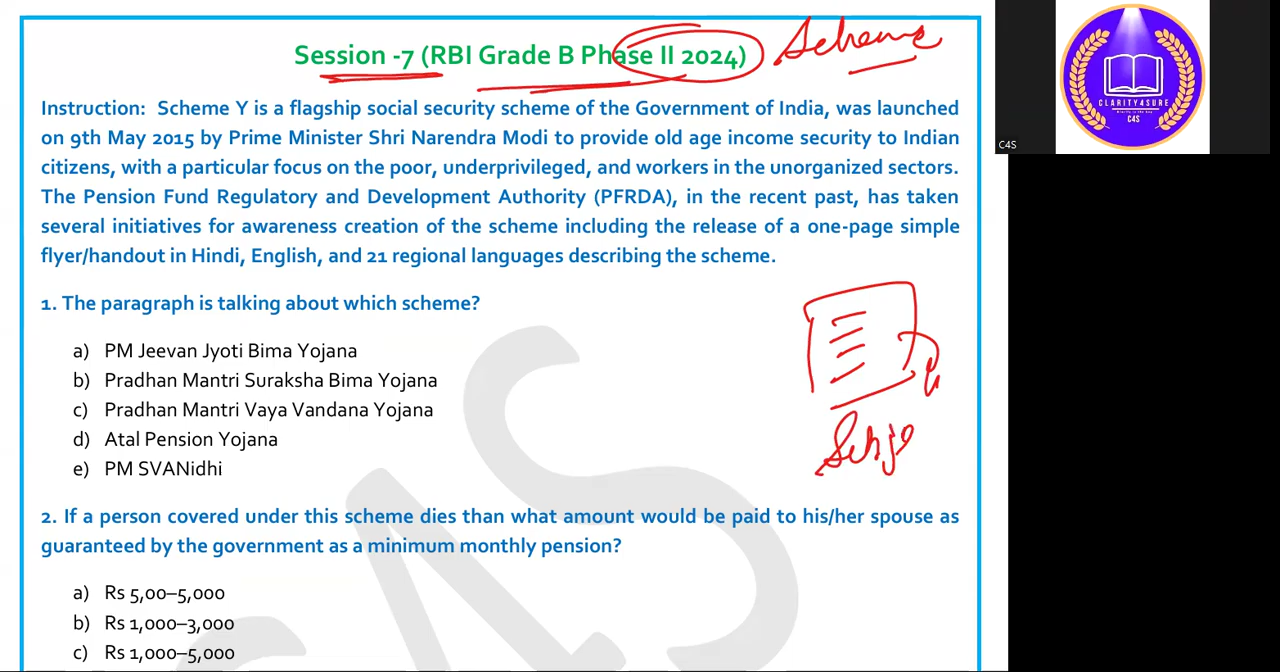 Session -7 (RBI Grade B Phase II 2024)
Scheme
CLARITY4SURE
C4S
C4S
Instruction: Scheme Y is a flagship social security scheme of the Government of India, was launched
on 9th May 2015 by Prime Minister Shri Narendra Modi to provide old age income security to Indian
citizens, with a particular focus on the poor, underprivileged, and workers in the unorganized sectors.
The Pension Fund Regulatory and Development Authority (PFRDA), in the recent past, has taken
several initiatives for awareness creation of the scheme including the release of a one-page simple
flyer/handout in Hindi, English, and 21 regional languages describing the scheme.
1. The paragraph is talking about which scheme?
a) PM Jeevan Jyoti Bima Yojana
b) Pradhan Mantri Suraksha Bima Yojana
c) Pradhan Mantri Vaya Vandana Yojana
d) Atal Pension Yojana
e) PM SVANidhi
2. If a person covered under this scheme dies than what amount would be paid to his/her spouse as
guaranteed by the government as a minimum monthly pension?
a) Rs 5,00–5,000
b) Rs 1,000–3,000
c) Rs 1,000–5,000